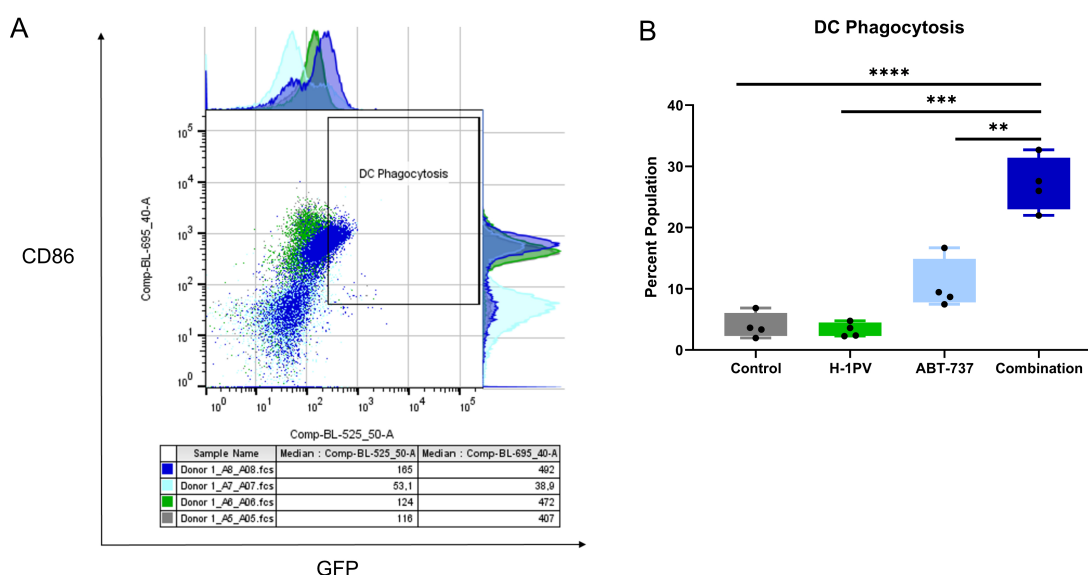 A
CD86
Comp-BL-695_40-A
10^5
10^4
10^3
10^2
10^1
10^0
DC Phagocytosis
10^0 10^1 10^2 10^3 10^4 10^5
Comp-BL-525_50-A
Sample Name Median : Comp-BL-525_50-A Median : Comp-BL-695_40-A
Donor 1_A8_A08.fcs 165 492
Donor 1_A7_A07.fcs 53,1 38,9
Donor 1_A6_A06.fcs 124 472
Donor 1_A5_A05.fcs 116 407
GFP
B
DC Phagocytosis
****
***
**
Percent Population
40
30
20
10
0
Control H-1PV ABT-737 Combination